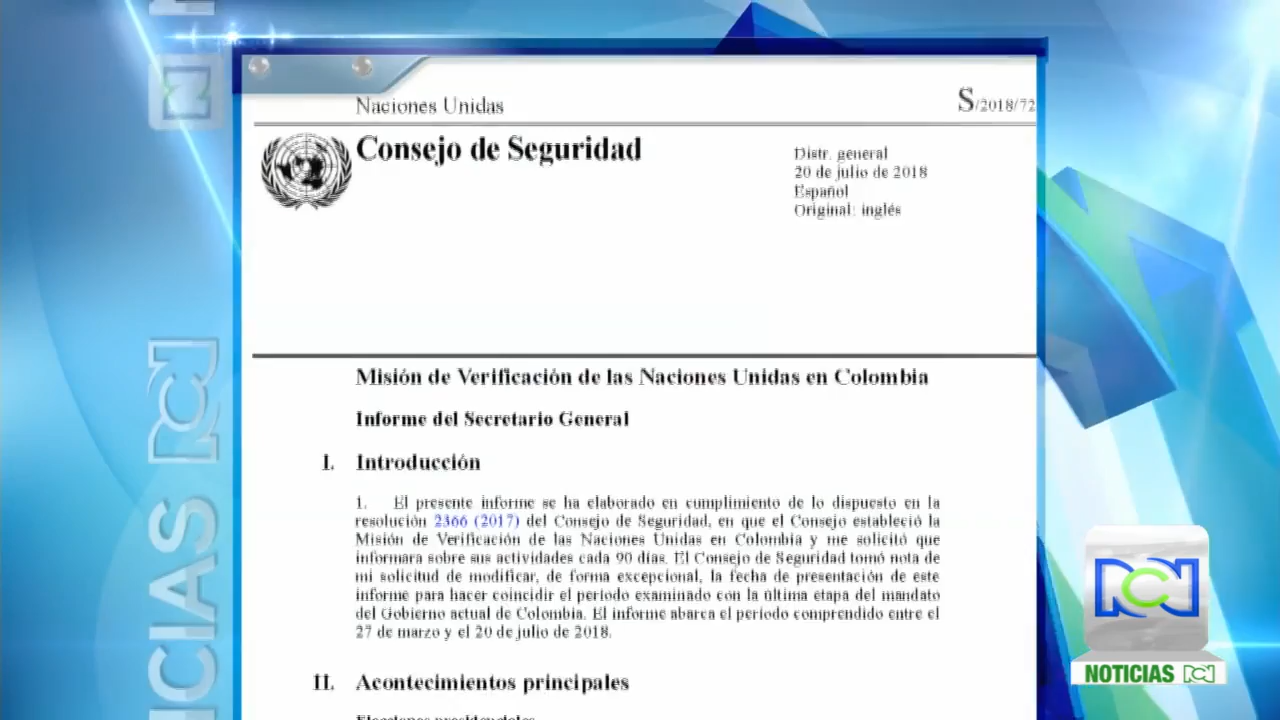 Naciones Unidas
S/2018/72
Consejo de Seguridad
Distr. general
20 de julio de 2018
Español
Original: inglés
Misión de Verificación de las Naciones Unidas en Colombia
Informe del Secretario General
I. Introducción
1. El presente informe se ha elaborado en cumplimiento de lo dispuesto en la
resolución 2366 (2017) del Consejo de Seguridad, en que el Consejo estableció la
Misión de Verificación de las Naciones Unidas en Colombia y me solicitó que
informara sobre sus actividades cada 90 días. El Consejo de Seguridad tomó nota de
mi solicitud de modificar, de forma excepcional, la fecha de presentación de este
informe para hacer coincidir el período examinado con la última etapa del mandato
del Gobierno actual de Colombia. El informe abarca el período comprendido entre el
27 de marzo y el 20 de julio de 2018.
II. Acontecimientos principales
Elecciones presidenciales
CIAS RCN
RCN
NOTICIAS RCN